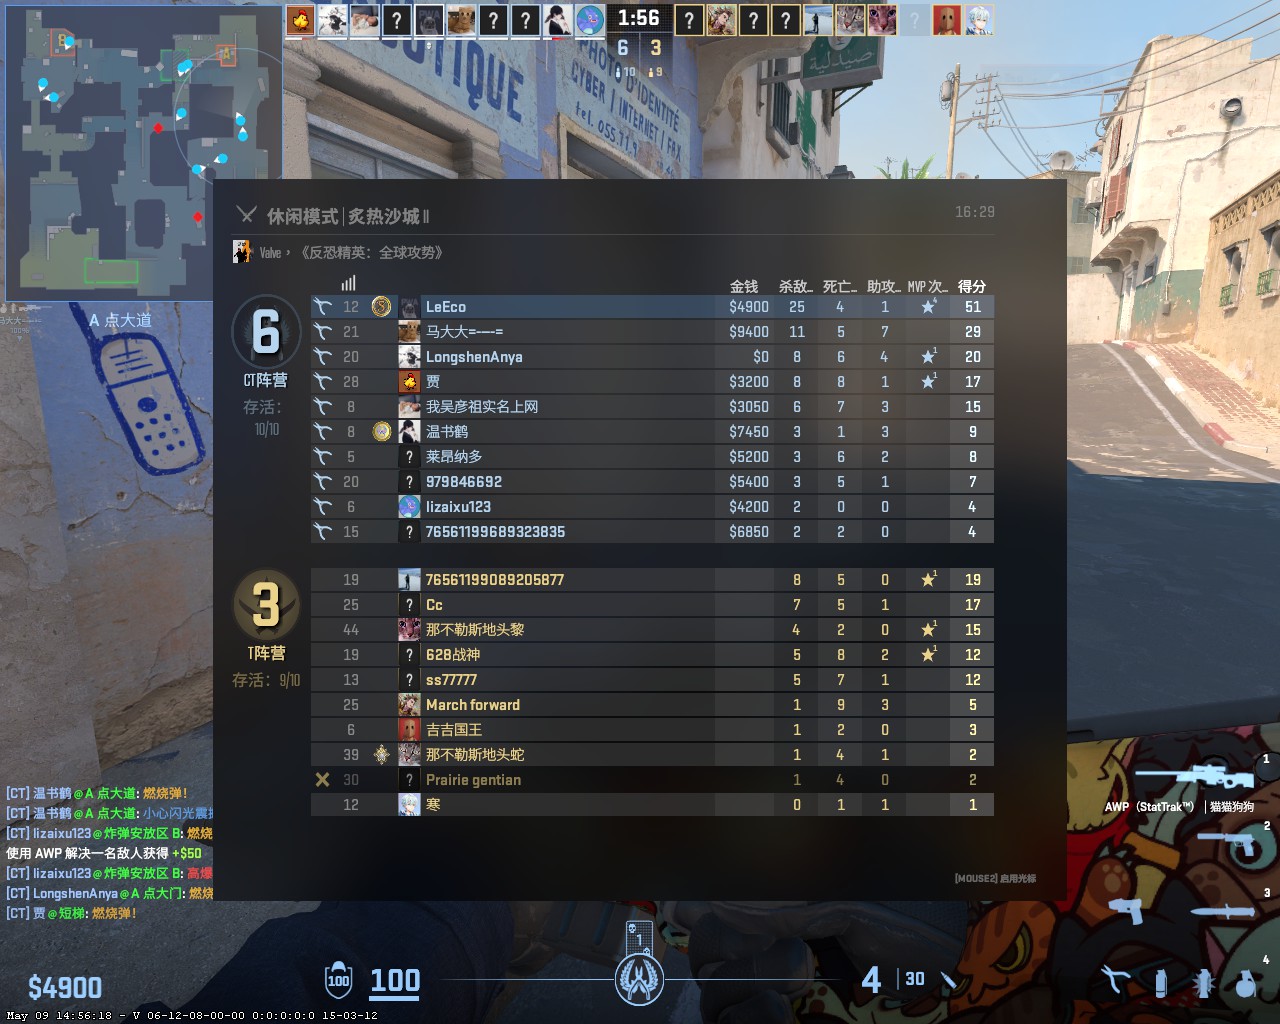 BOUTIQUE
PHOTO D'IDENTITÉ
CYBER | INTERNET | FAX
tel. 055.71.9
صيدلية
1:56
6 3
10 9
B
A
A 点大道
休闲模式 | 炙热沙城 II
16:29
Valve，《反恐精英：全球攻势》
金钱 杀敌… 死亡… 助攻… MVP 次… 得分
6
CT阵营
存活：
10/10
12 LeEco $4900 25 4 1 ★4 51
21 马大大=-—-= $9400 11 5 7 29
20 LongshenAnya $0 8 6 4 ★1 20
28 贾 $3200 8 8 1 ★1 17
8 我吴彦祖实名上网 $3050 6 7 3 15
8 温书鹤 $7450 3 1 3 9
5 莱昂纳多 $5200 3 6 2 8
20 979846692 $5400 3 5 1 7
6 lizaixu123 $4200 2 0 0 4
15 76561199689323835 $6850 2 2 0 4
3
T阵营
存活：9/10
19 76561199089205877 8 5 0 ★1 19
25 Cc 7 5 1 17
44 那不勒斯地头黎 4 2 0 ★1 15
19 628战神 5 8 2 ★1 12
13 ss77777 5 7 1 12
25 March forward 1 9 3 5
6 吉吉国王 1 2 0 3
39 那不勒斯地头蛇 1 4 1 2
30 Prairie gentian 1 4 0 2
12 寒 0 1 1 1
[MOUSE2] 启用光标
[CT] 温书鹤@A 点大道: 燃烧弹！
[CT] 温书鹤@A 点大道: 小心闪光震
[CT] lizaixu123@炸弹安放区 B: 燃烧
使用 AWP 解决一名敌人获得 +$50
[CT] lizaixu123@炸弹安放区 B: 高爆
[CT] LongshenAnya@A 点大门: 燃烧
[CT] 贾@短梯: 燃烧弹！
1
AWP（StatTrak™） | 猫猫狗狗
2
3
4
$4900
100 100
1
4 | 30
May 09 14:56:18 - V 06-12-08-00-00 0:0:0:0:0 15-03-12